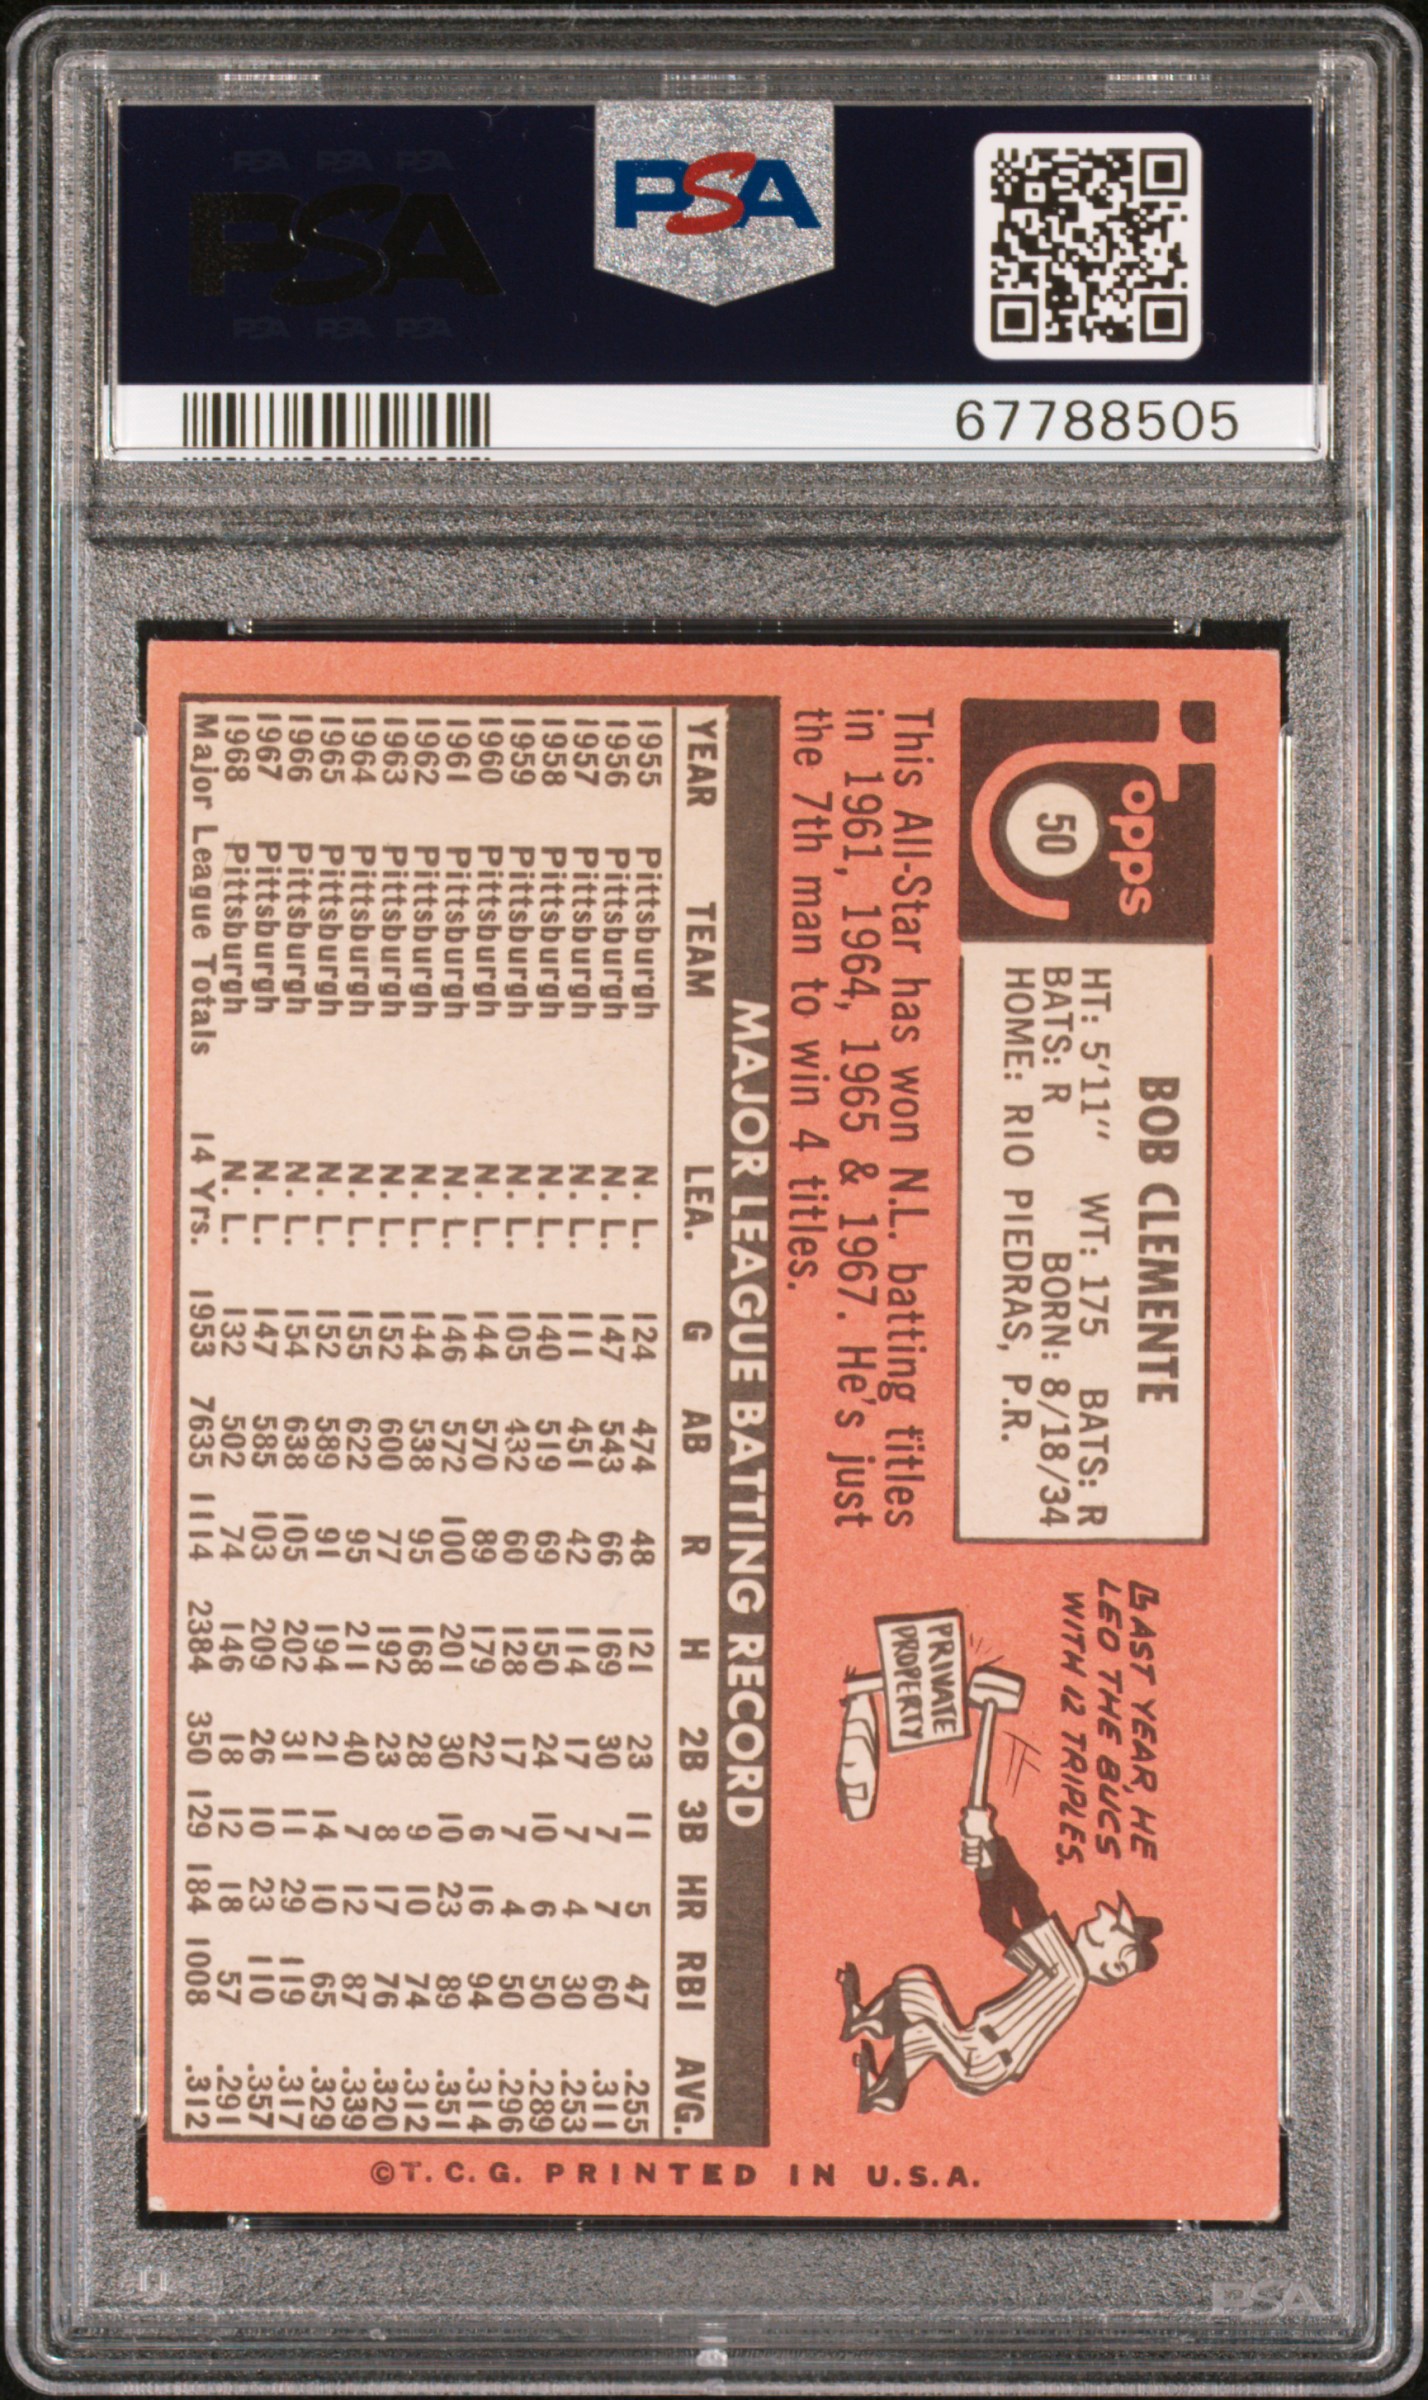 PSA PSA PSA
PSA
PSA PSA PSA
PSA
67788505
Topps
50
BOB CLEMENTE
HT: 5'11" WT: 175 BATS: R
BATS: R BORN: 8/18/34
HOME: RIO PIEDRAS, P.R.
LAST YEAR, HE
LEO THE BUCS
WITH 12 TRIPLES.
PRIVATE
PROPERTY
This All-Star has won N.L. batting titles
in 1961, 1964, 1965 & 1967. He's just
the 7th man to win 4 titles.
MAJOR LEAGUE BATTING RECORD
YEAR TEAM LEA. G AB R H 2B 3B HR RBI AVG.
1955 Pittsburgh N. L. 124 474 48 121 23 11 5 47 .255
1956 Pittsburgh N. L. 147 543 66 169 30 7 7 60 .311
1957 Pittsburgh N. L. 111 451 42 114 17 7 4 30 .253
1958 Pittsburgh N. L. 140 519 69 150 24 10 6 50 .289
1959 Pittsburgh N. L. 105 432 60 128 17 7 4 50 .296
1960 Pittsburgh N. L. 144 570 89 179 22 6 16 94 .314
1961 Pittsburgh N. L. 146 572 100 201 30 10 23 89 .351
1962 Pittsburgh N. L. 144 538 95 168 28 9 10 74 .312
1963 Pittsburgh N. L. 152 600 77 192 23 8 17 76 .320
1964 Pittsburgh N. L. 155 622 95 211 40 7 12 87 .339
1965 Pittsburgh N. L. 152 589 91 194 21 14 10 65 .329
1966 Pittsburgh N. L. 154 638 105 202 31 11 29 119 .317
1967 Pittsburgh N. L. 147 585 103 209 26 10 23 110 .357
1968 Pittsburgh N. L. 132 502 74 146 18 12 18 57 .291
Major League Totals 14 Yrs. 1953 7635 1114 2384 350 129 184 1008 .312
©T. C. G. PRINTED IN U.S.A.
PSA